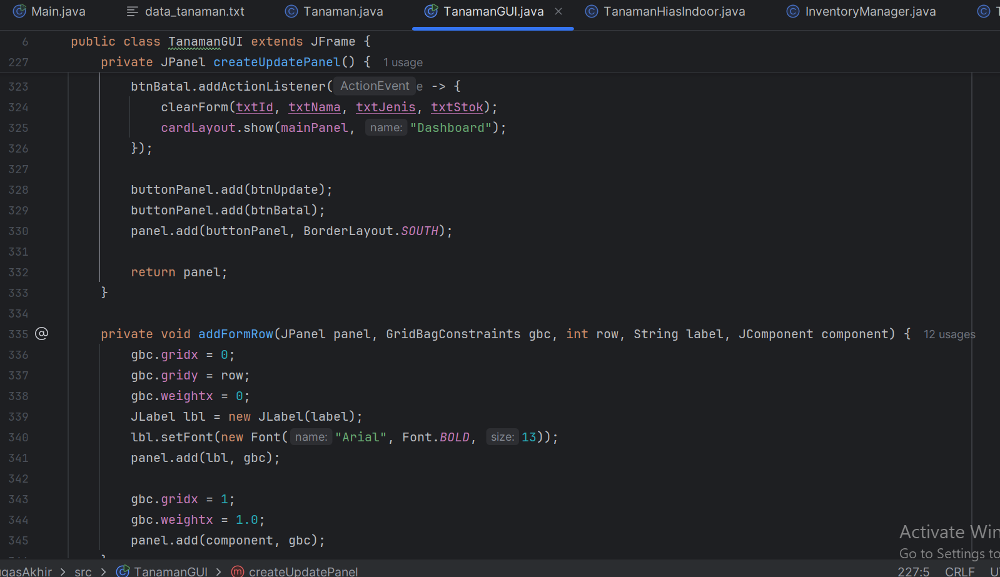 Main.java data_tanaman.txt Tanaman.java TanamanGUI.java TanamanHiasIndoor.java InventoryManager.java
6 public class TanamanGUI extends JFrame {
227 private JPanel createUpdatePanel() { 1 usage
323 btnBatal.addActionListener( ActionEvent e -> {
324 clearForm(txtId, txtNama, txtJenis, txtStok);
325 cardLayout.show(mainPanel, name: "Dashboard");
326 });
327
328 buttonPanel.add(btnUpdate);
329 buttonPanel.add(btnBatal);
330 panel.add(buttonPanel, BorderLayout.SOUTH);
331
332 return panel;
333 }
334
335 @ private void addFormRow(JPanel panel, GridBagConstraints gbc, int row, String label, JComponent component) { 12 usages
336 gbc.gridx = 0;
337 gbc.gridy = row;
338 gbc.weightx = 0;
339 JLabel lbl = new JLabel(label);
340 lbl.setFont(new Font( name: "Arial", Font.BOLD, size: 13));
341 panel.add(lbl, gbc);
342
343 gbc.gridx = 1;
344 gbc.weightx = 1.0;
345 panel.add(component, gbc);
Activate Win
Go to Settings to
gasAkhir > src > TanamanGUI > createUpdatePanel 227:5 CRLF